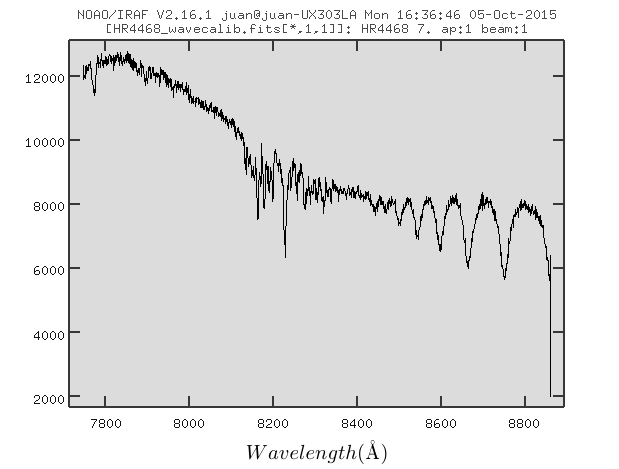 NOAO/IRAF V2.16.1 juan@juan-UX303LA Mon 16:36:46 05-Oct-2015
[HR4468_wavecalib.fits[*,1,1]]: HR4468 7. ap:1 beam:1
12000
10000
8000
6000
4000
2000
7800 8000 8200 8400 8600 8800
Wavelength(Å)